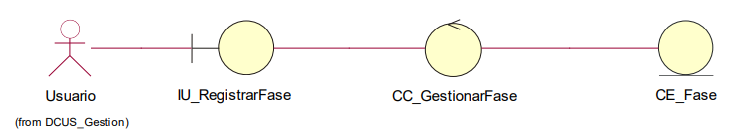 Usuario
(from DCUS_Gestion)
IU_RegistrarFase
CC_GestionarFase
CE_Fase